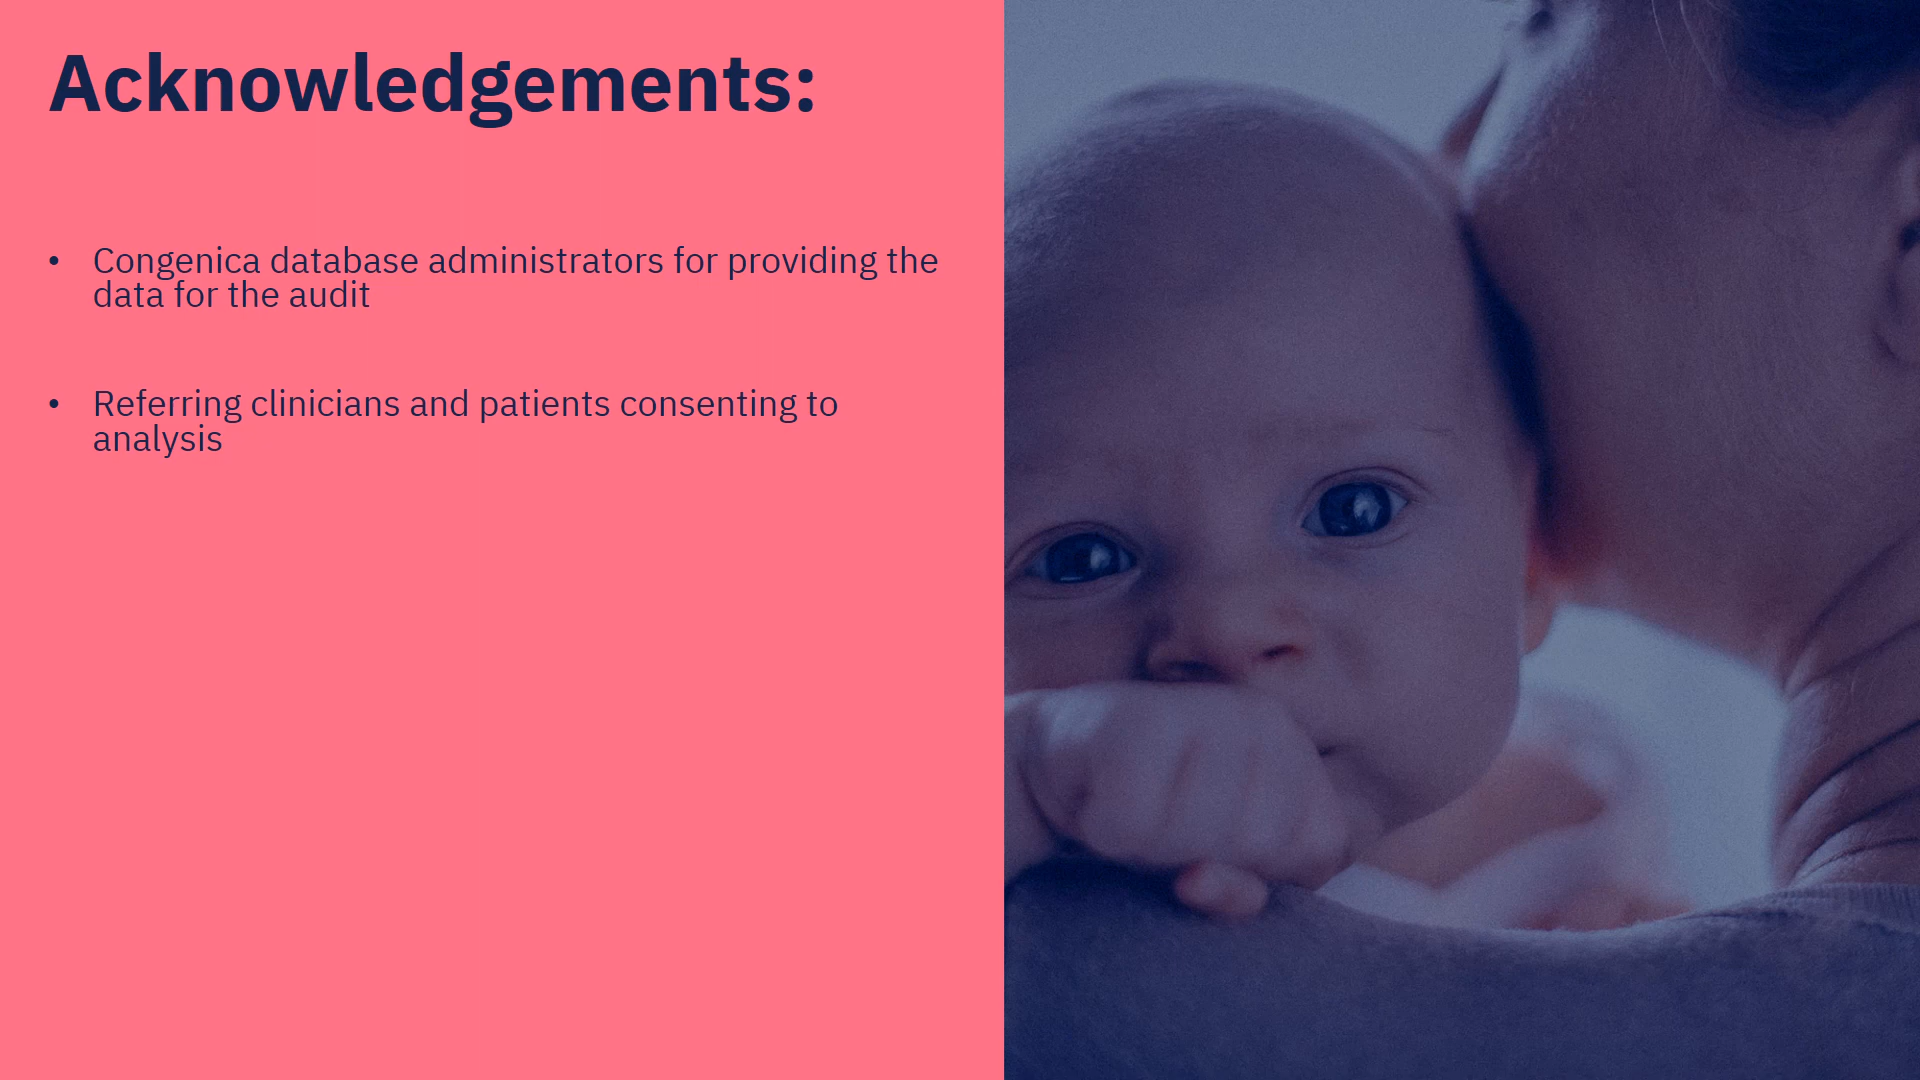 Acknowledgements:
• Congenica database administrators for providing the
data for the audit
• Referring clinicians and patients consenting to
analysis